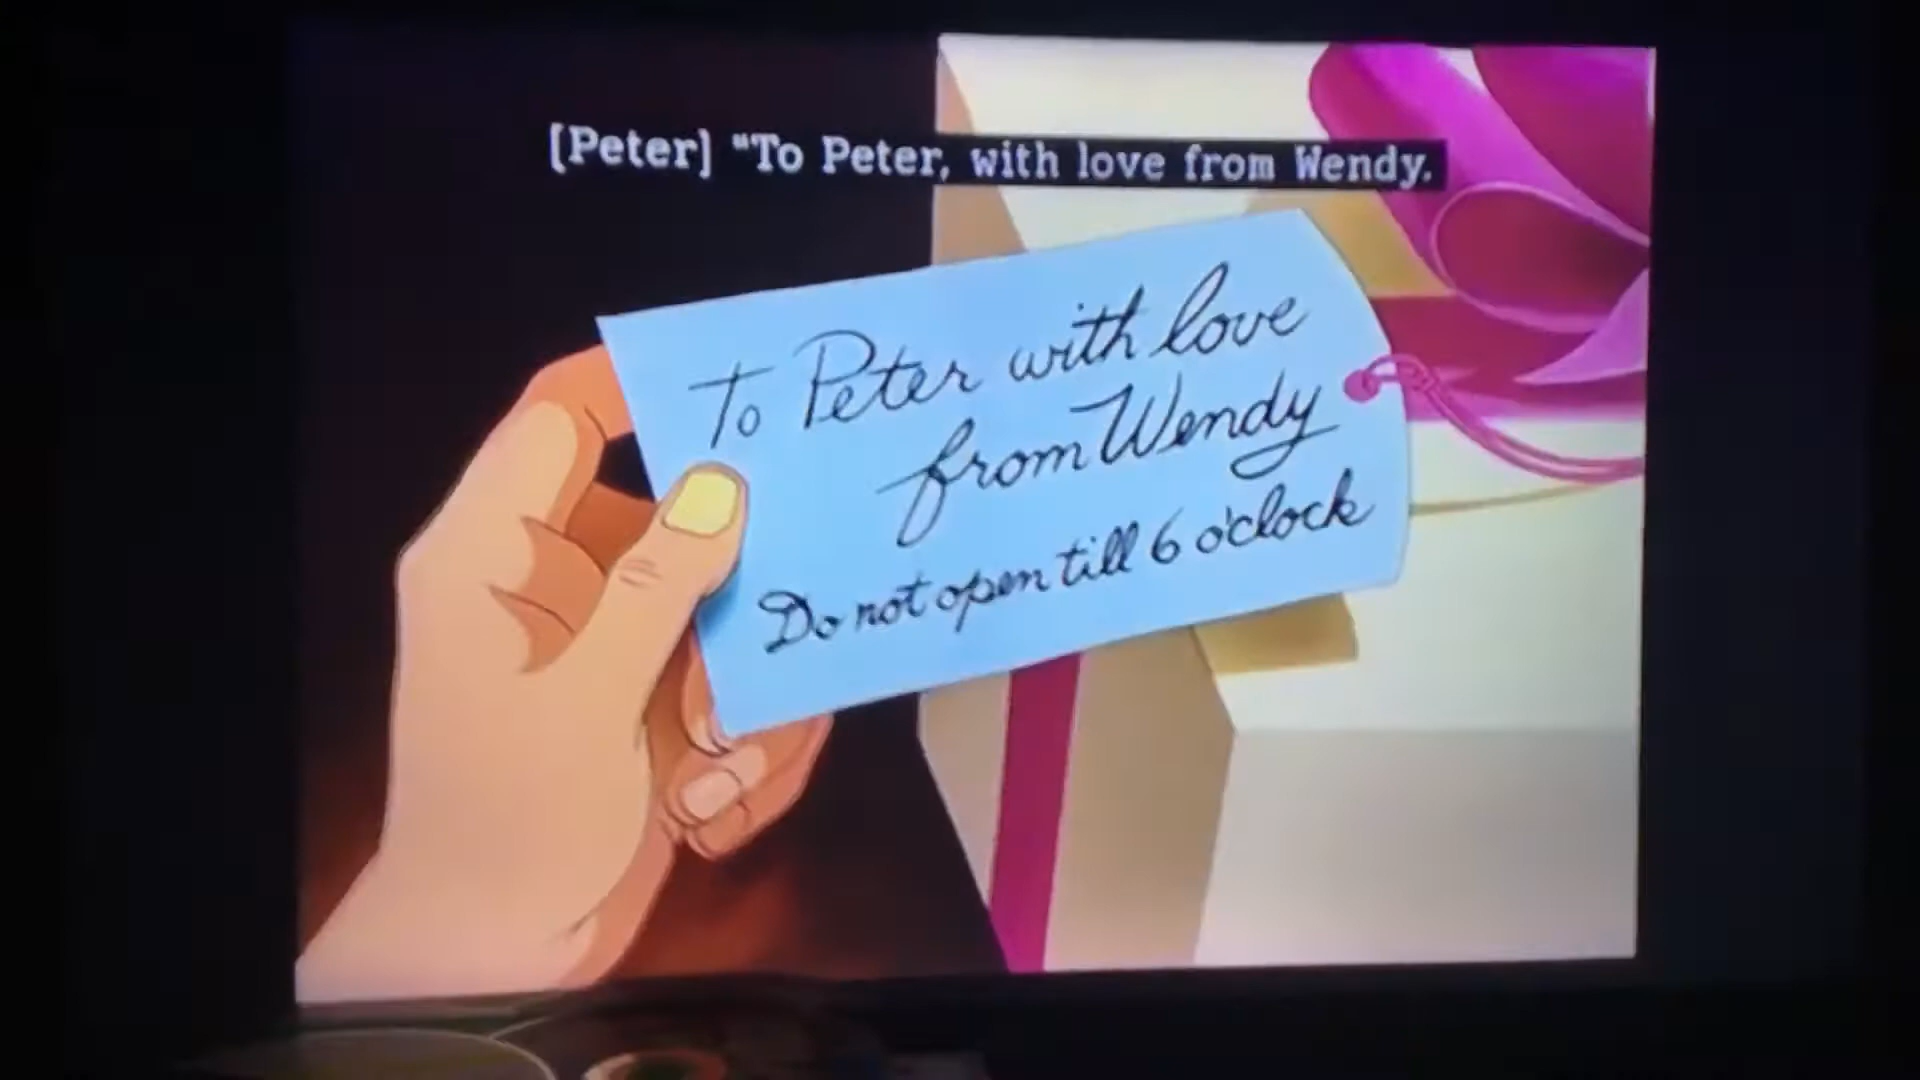 [Peter] "To Peter, with love from Wendy.
To Peter with love
from Wendy
Do not open till 6 o'clock